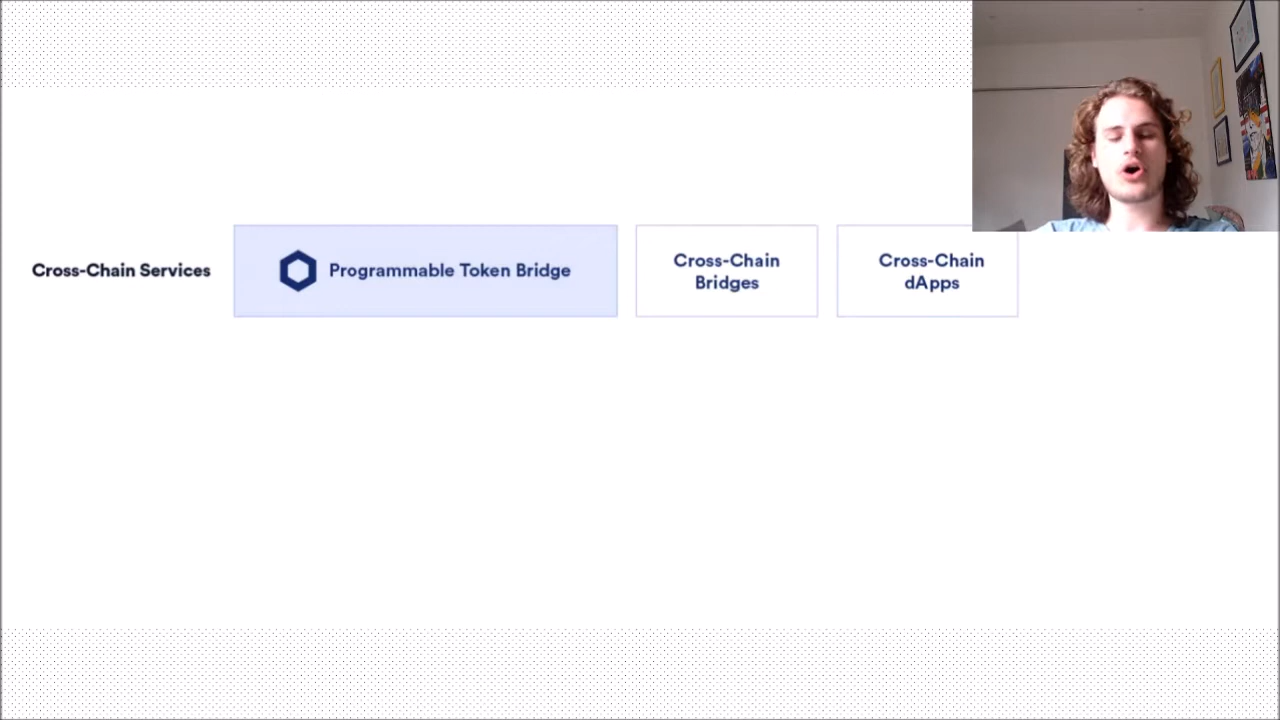 Cross-Chain Services
Programmable Token Bridge
Cross-Chain
Bridges
Cross-Chain
dApps